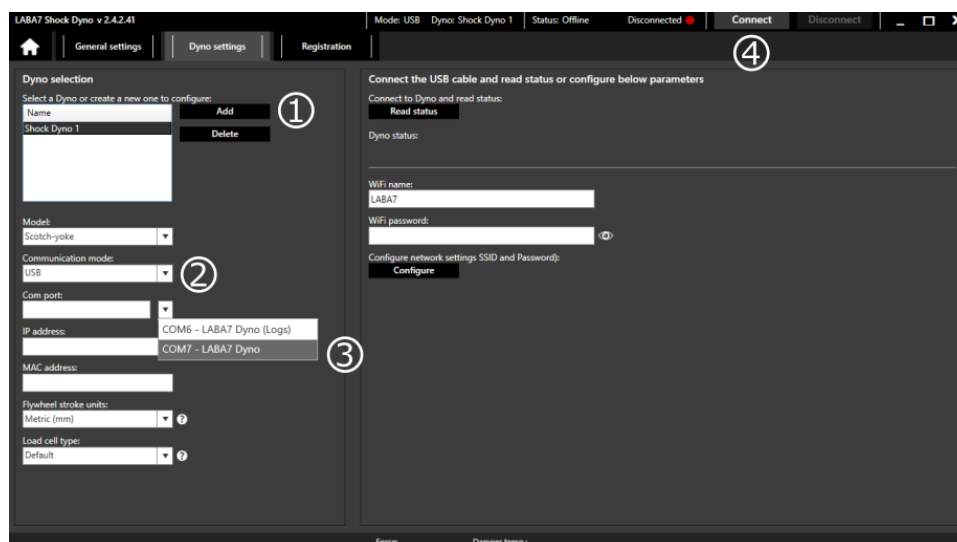 LABA7 Shock Dyno v 2.4.2.41
Mode: USB Dyno: Shock Dyno 1 Status: Offline Disconnected Connect Disconnect
General settings Dyno settings Registration
④
Dyno selection
Select a Dyno or create a new one to configure:
Name
Shock Dyno 1
Add
Delete
①
Model:
Scotch-yoke
Communication mode:
USB
②
Com port:
COM6 - LABA7 Dyno (Logs)
COM7 - LABA7 Dyno
③
IP address:
MAC address:
Flywheel stroke units:
Metric (mm)
Load cell type:
Default
Connect the USB cable and read status or configure below parameters
Connect to Dyno and read status:
Read status
Dyno status:
WiFi name:
LABA7
WiFi password:
Configure network settings SSID and Password):
Configure